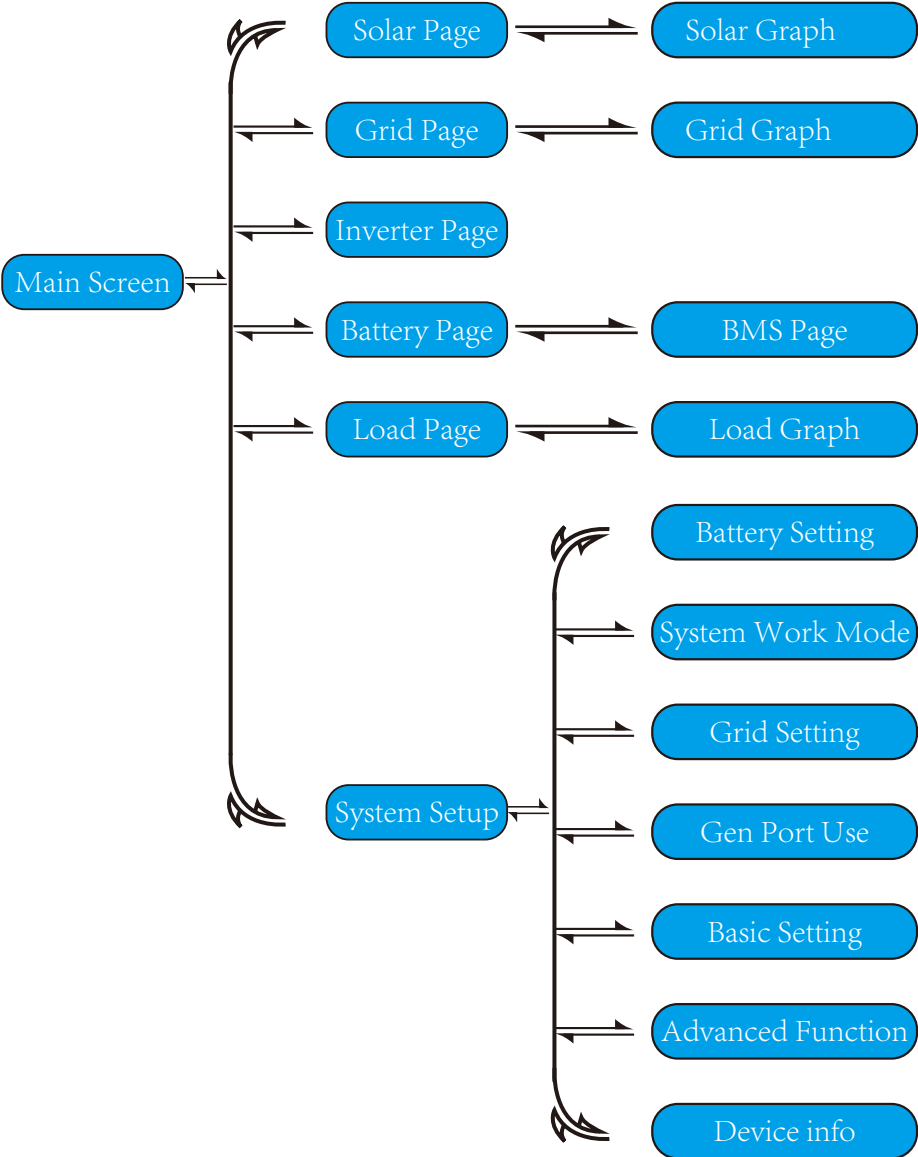 Solar Page
Solar Graph
Grid Page
Grid Graph
Inverter Page
Main Screen
Battery Page
BMS Page
Load Page
Load Graph
Battery Setting
System Work Mode
Grid Setting
System Setup
Gen Port Use
Basic Setting
Advanced Function
Device info